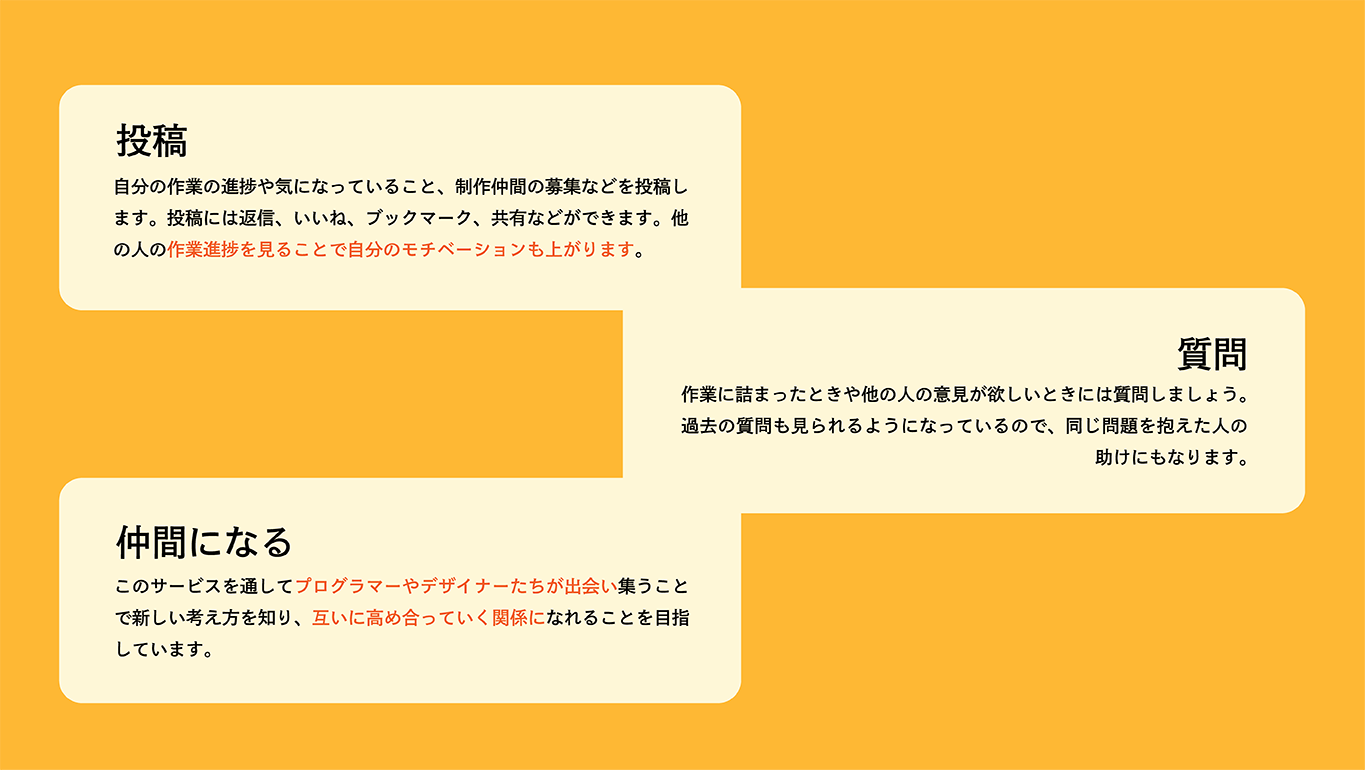 投稿
自分の作業の進捗や気になっていること、制作仲間の募集などを投稿し
ます。投稿には返信、いいね、ブックマーク、共有などができます。他
の人の作業進捗を見ることで自分のモチベーションも上がります。
質問
作業に詰まったときや他の人の意見が欲しいときには質問しましょう。
過去の質問も見られるようになっているので、同じ問題を抱えた人の
助けにもなります。
仲間になる
このサービスを通してプログラマーやデザイナーたちが出会い集うこと
で新しい考え方を知り、互いに高め合っていく関係になれることを目指
しています。